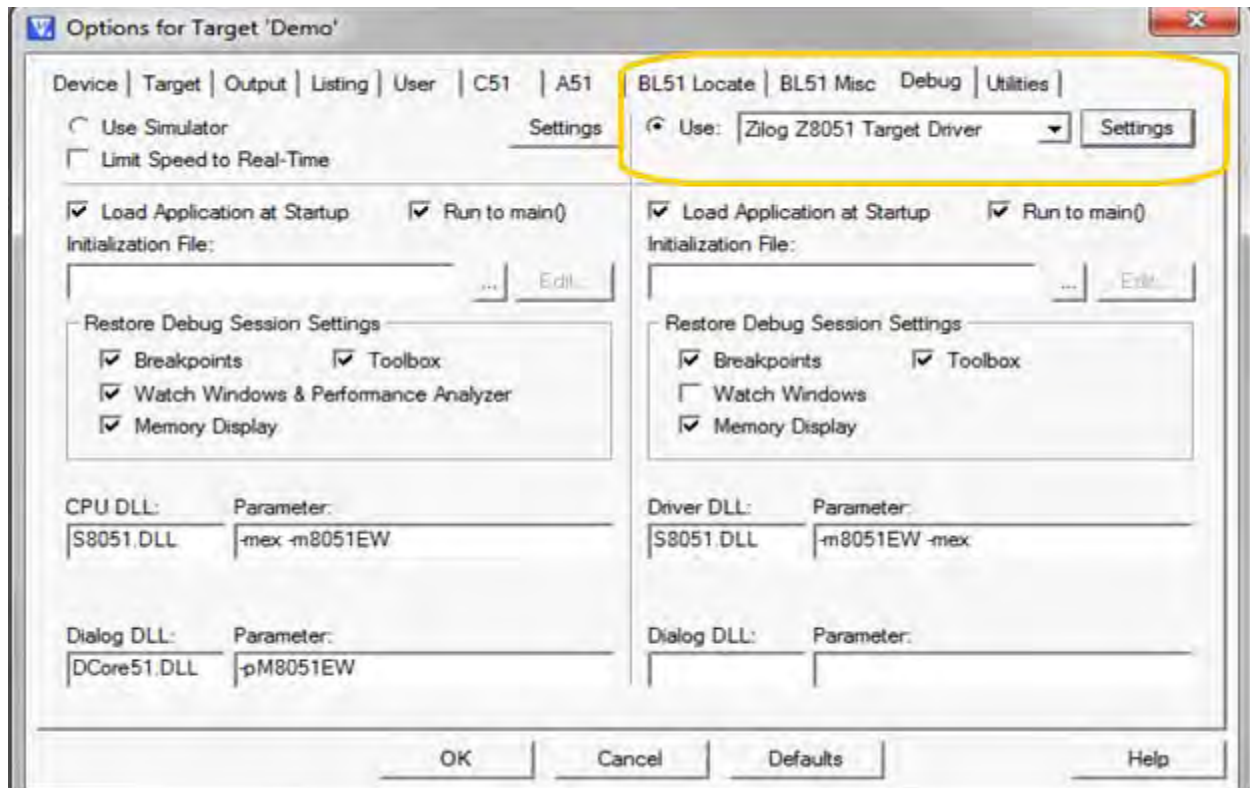 Options for Target 'Demo'
Device | Target | Output | Listing | User | C51 | A51 | BL51 Locate | BL51 Misc Debug | Utilities |
Use Simulator Settings
Limit Speed to Real-Time
Use: Zilog Z8051 Target Driver Settings
Load Application at Startup Run to main()
Initialization File:
... Edit...
Restore Debug Session Settings
Breakpoints Toolbox
Watch Windows & Performance Analyzer
Memory Display
Load Application at Startup Run to main()
Initialization File:
... Edit...
Restore Debug Session Settings
Breakpoints Toolbox
Watch Windows
Memory Display
CPU DLL: Parameter:
S8051.DLL -mex -m8051EW
Driver DLL: Parameter:
S8051.DLL -m8051EW -mex
Dialog DLL: Parameter:
DCore51.DLL -pM8051EW
Dialog DLL: Parameter:
OK Cancel Defaults Help